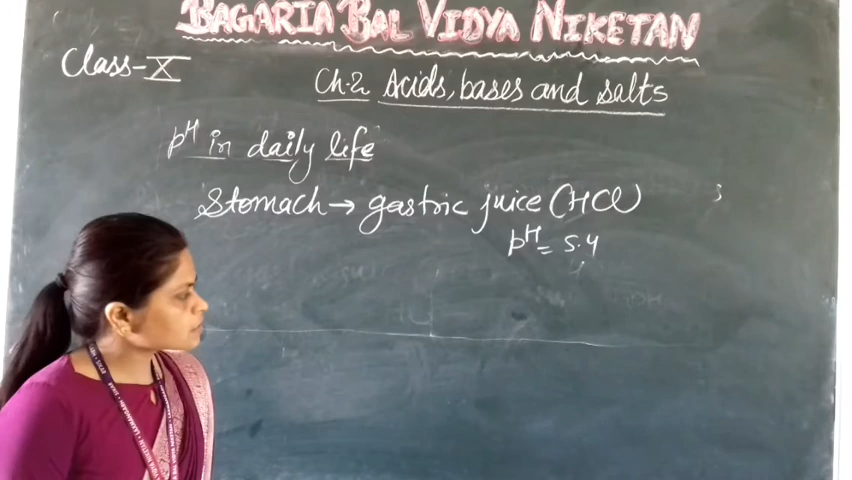 BAGARIA BAL VIDYA NIKETAN
Class-X
Ch.2 Acids, bases and salts
pH in daily life
Stomach → gastric juice (HCl)
pH = 5.4